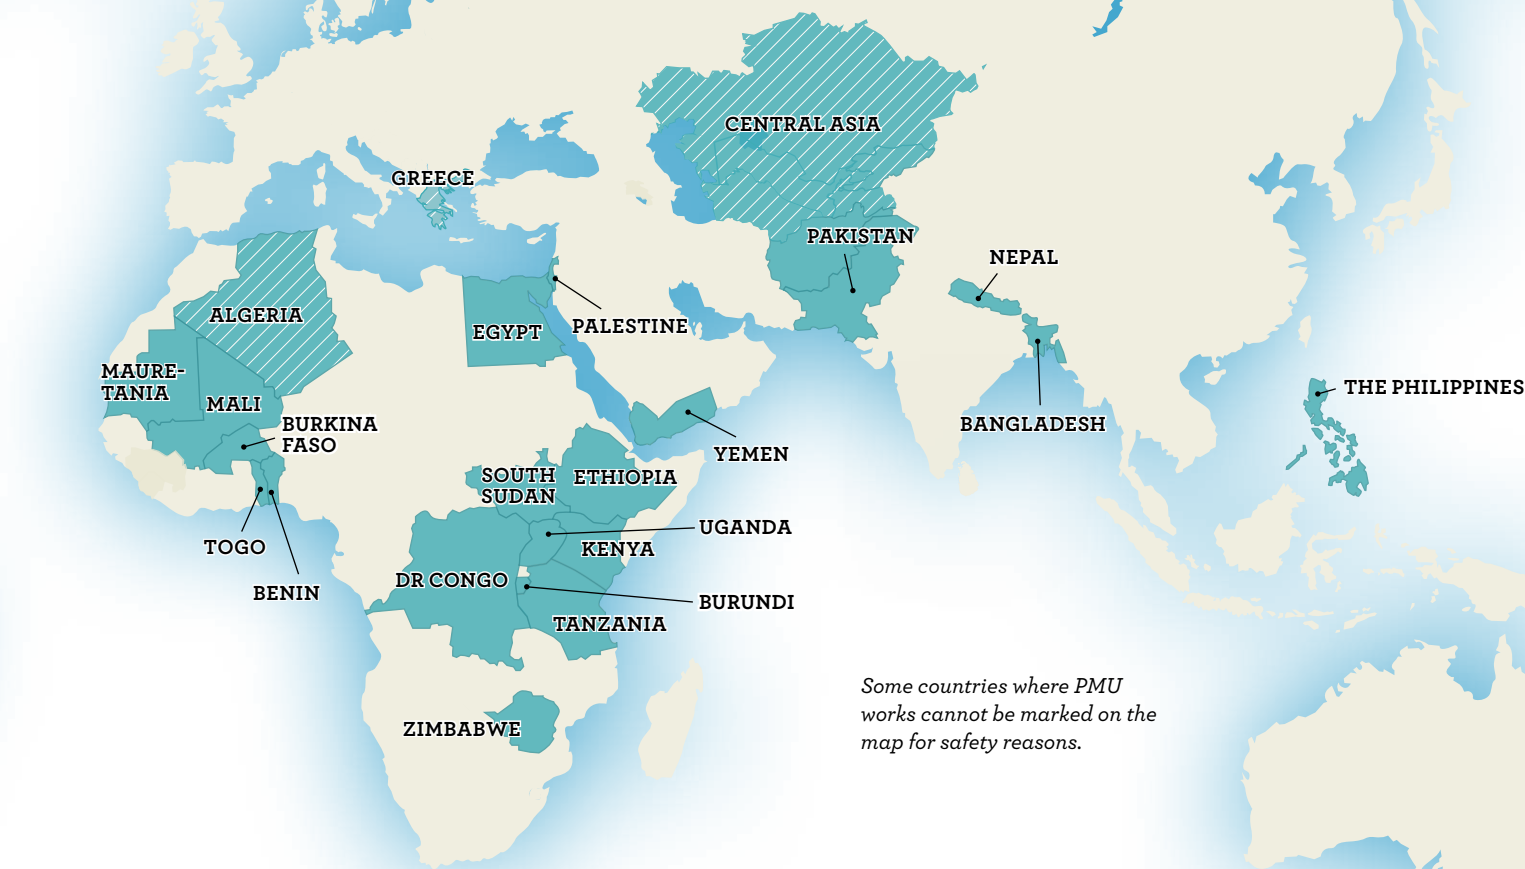 CENTRAL ASIA
GREECE
PAKISTAN
NEPAL
ALGERIA
EGYPT
PALESTINE
MAURE-
TANIA
MALI
BURKINA
FASO
THE PHILIPPINES
BANGLADESH
YEMEN
SOUTH
SUDAN
ETHIOPIA
UGANDA
TOGO
KENYA
BENIN
DR CONGO
BURUNDI
TANZANIA
ZIMBABWE
Some countries where PMU
works cannot be marked on the
map for safety reasons.